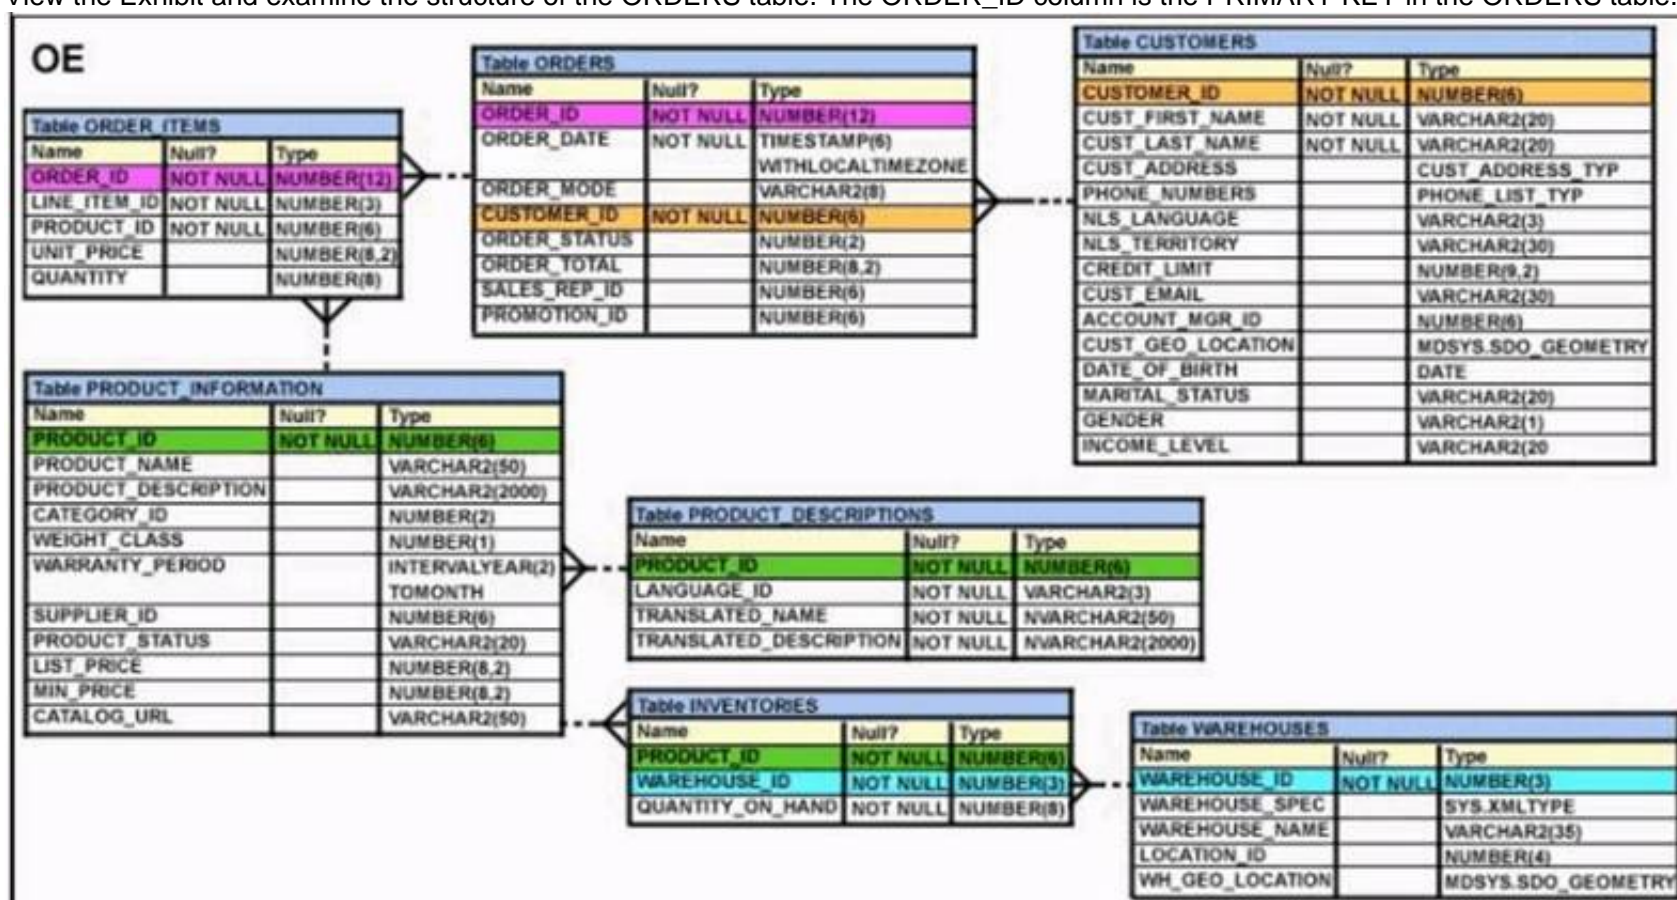 View the Exhibit and examine the structure of the ORDERS table. The ORDER_ID column is the PRIMARY KEY in the ORDERS table.
OE
Table ORDER_ITEMS
Name Null? Type
ORDER_ID NOT NULL NUMBER(12)
LINE_ITEM_ID NOT NULL NUMBER(3)
PRODUCT_ID NOT NULL NUMBER(6)
UNIT_PRICE NUMBER(8,2)
QUANTITY NUMBER(8)
Table ORDERS
Name Null? Type
ORDER_ID NOT NULL NUMBER(12)
ORDER_DATE NOT NULL TIMESTAMP(6)
WITHLOCALTIMEZONE
ORDER_MODE VARCHAR2(8)
CUSTOMER_ID NOT NULL NUMBER(6)
ORDER_STATUS NUMBER(2)
ORDER_TOTAL NUMBER(8,2)
SALES_REP_ID NUMBER(6)
PROMOTION_ID NUMBER(6)
Table CUSTOMERS
Name Null? Type
CUSTOMER_ID NOT NULL NUMBER(6)
CUST_FIRST_NAME NOT NULL VARCHAR2(20)
CUST_LAST_NAME NOT NULL VARCHAR2(20)
CUST_ADDRESS CUST_ADDRESS_TYP
PHONE_NUMBERS PHONE_LIST_TYP
NLS_LANGUAGE VARCHAR2(3)
NLS_TERRITORY VARCHAR2(30)
CREDIT_LIMIT NUMBER(9,2)
CUST_EMAIL VARCHAR2(30)
ACCOUNT_MGR_ID NUMBER(6)
CUST_GEO_LOCATION MDSYS.SDO_GEOMETRY
DATE_OF_BIRTH DATE
MARITAL_STATUS VARCHAR2(20)
GENDER VARCHAR2(1)
INCOME_LEVEL VARCHAR2(20
Table PRODUCT_INFORMATION
Name Null? Type
PRODUCT_ID NOT NULL NUMBER(6)
PRODUCT_NAME VARCHAR2(50)
PRODUCT_DESCRIPTION VARCHAR2(2000)
CATEGORY_ID NUMBER(2)
WEIGHT_CLASS NUMBER(1)
WARRANTY_PERIOD INTERVALYEAR(2)
TOMONTH
SUPPLIER_ID NUMBER(6)
PRODUCT_STATUS VARCHAR2(20)
LIST_PRICE NUMBER(8,2)
MIN_PRICE NUMBER(8,2)
CATALOG_URL VARCHAR2(50)
Table PRODUCT_DESCRIPTIONS
Name Null? Type
PRODUCT_ID NOT NULL NUMBER(6)
LANGUAGE_ID NOT NULL VARCHAR2(3)
TRANSLATED_NAME NOT NULL NVARCHAR2(50)
TRANSLATED_DESCRIPTION NOT NULL NVARCHAR2(2000)
Table INVENTORIES
Name Null? Type
PRODUCT_ID NOT NULL NUMBER(6)
WAREHOUSE_ID NOT NULL NUMBER(3)
QUANTITY_ON_HAND NOT NULL NUMBER(8)
Table WAREHOUSES
Name Null? Type
WAREHOUSE_ID NOT NULL NUMBER(3)
WAREHOUSE_SPEC SYS.XMLTYPE
WAREHOUSE_NAME VARCHAR2(35)
LOCATION_ID NUMBER(4)
WH_GEO_LOCATION MDSYS.SDO_GEOMETRY